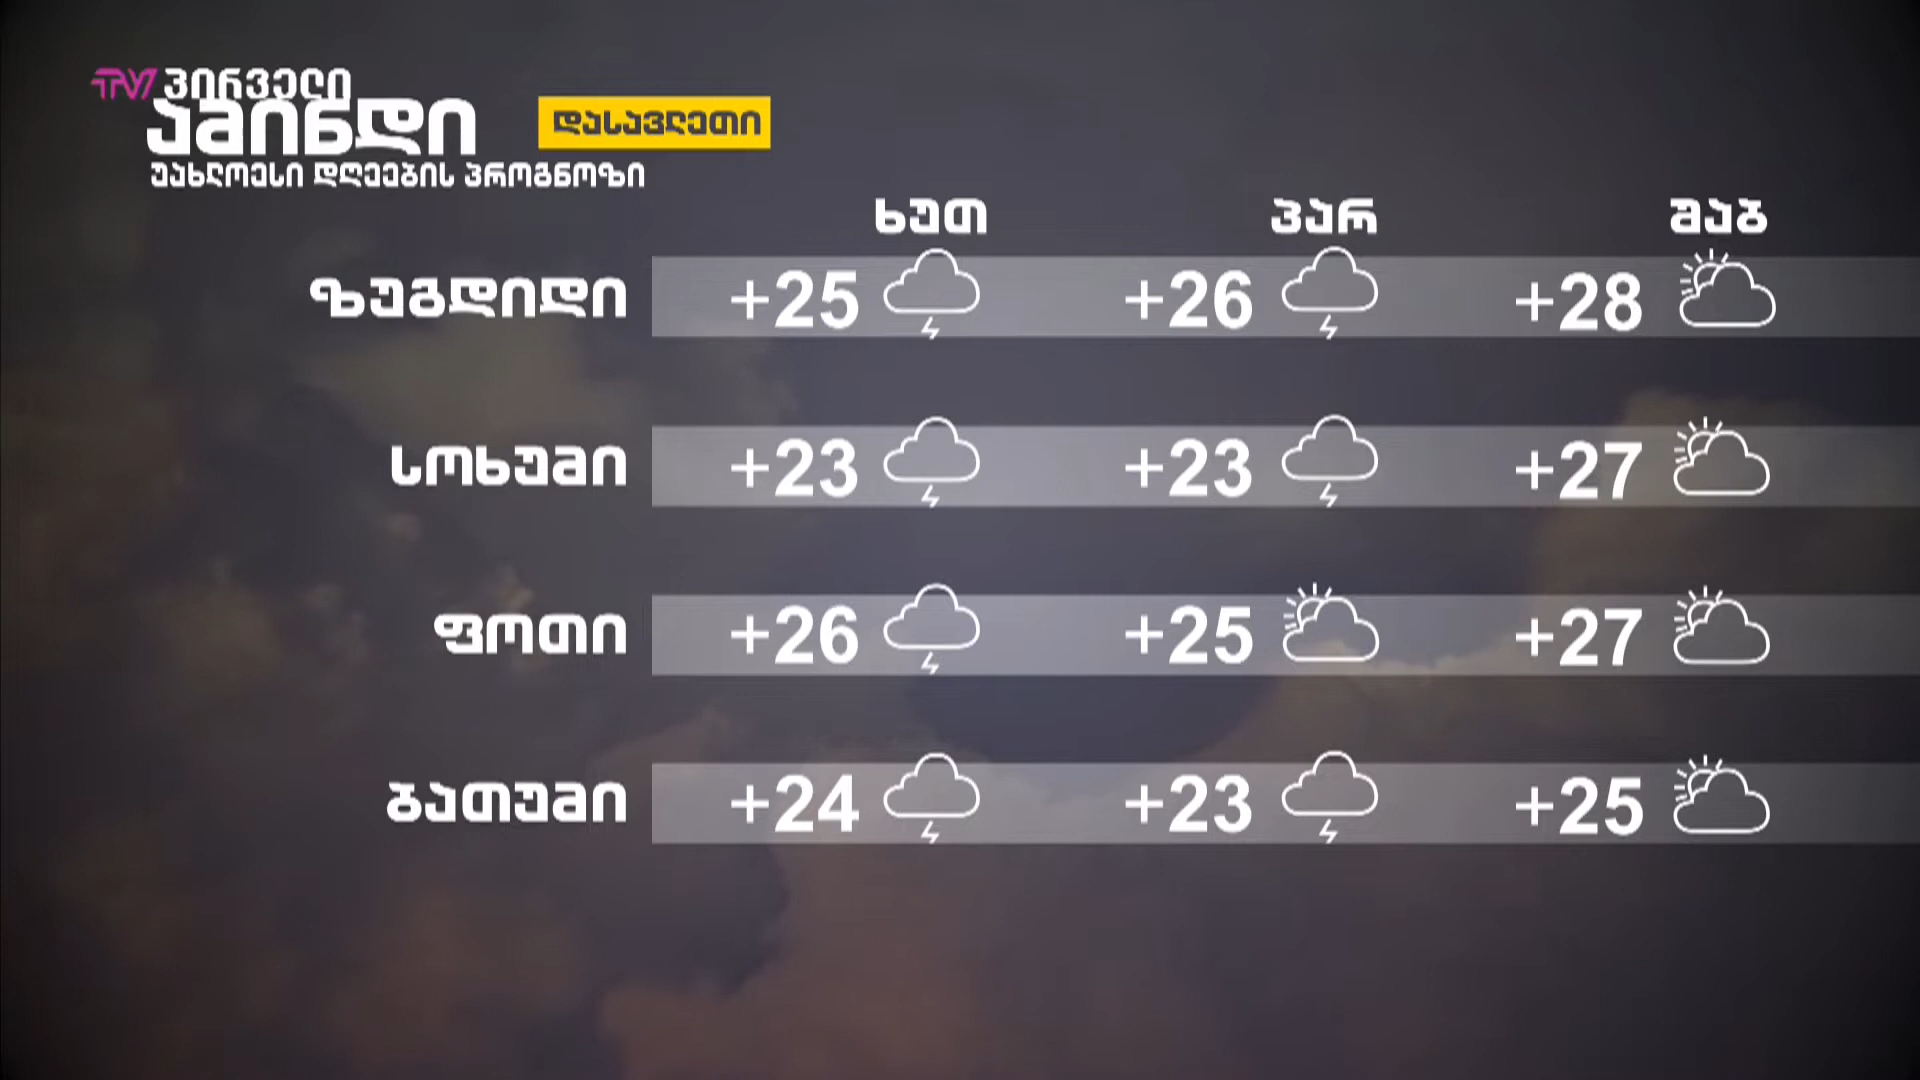 TV პირველი
ამინდი
დასავლეთი
უახლოესი დღეების პროგნოზი
ხუთ პარ შაბ
ზუგდიდი +25 +26 +28
სოხუმი +23 +23 +27
ფოთი +26 +25 +27
ბათუმი +24 +23 +25